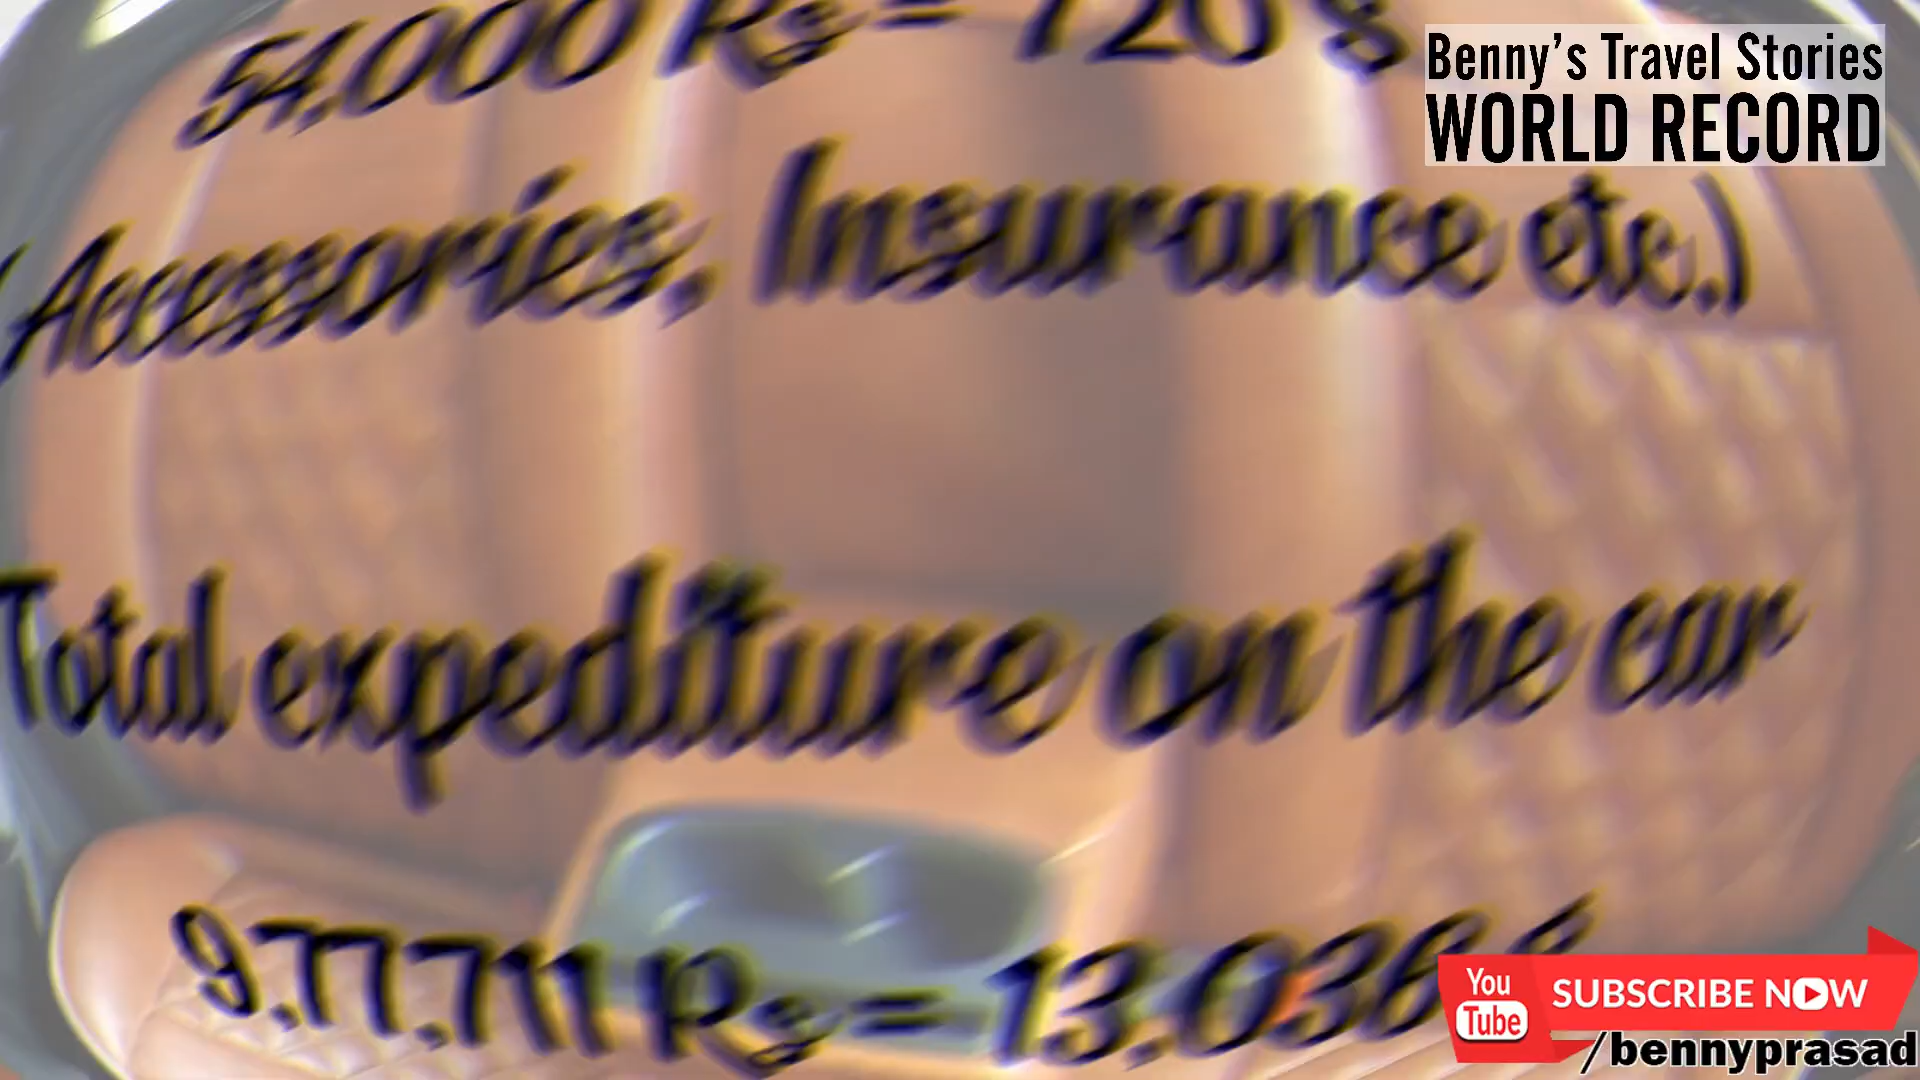 54,000 Rs = 720 $
Benny's Travel Stories
WORLD RECORD
( Accessories, Insurance etc.)
Total expediture on the car
9,77,711 Rs = 13,036
You
Tube
SUBSCRIBE NOW
/bennyprasad